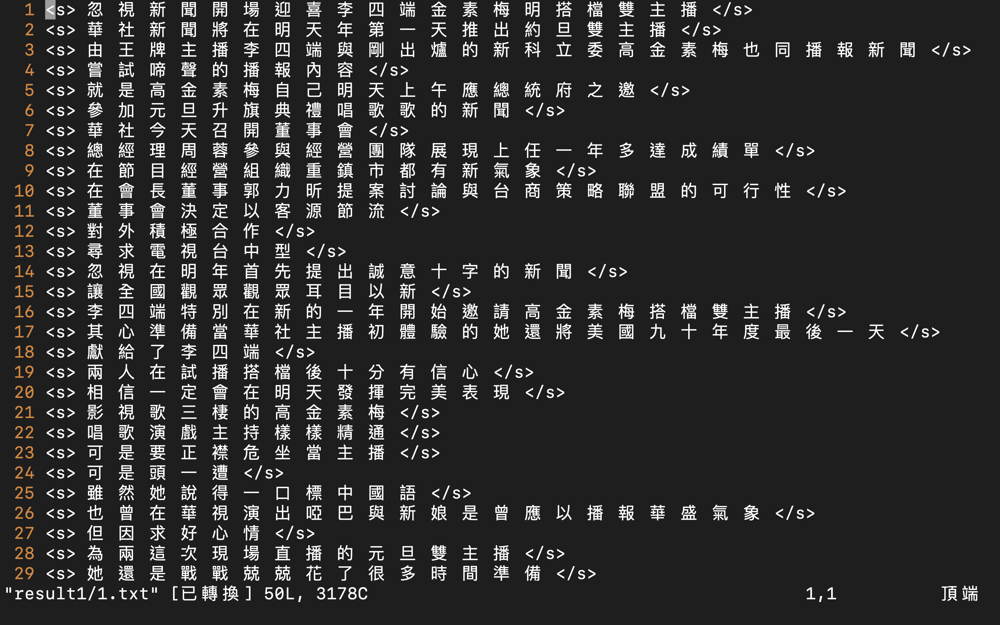 1 <s> 忽 視 新 聞 開 場 迎 喜 李 四 端 金 素 梅 明 搭 檔 雙 主 播 </s>
2 <s> 華 社 新 聞 將 在 明 天 年 第 一 天 推 出 約 旦 雙 主 播 </s>
3 <s> 由 王 牌 主 播 李 四 端 與 剛 出 爐 的 新 科 立 委 高 金 素 梅 也 同 播 報 新 聞 </s>
4 <s> 嘗 試 啼 聲 的 播 報 內 容 </s>
5 <s> 就 是 高 金 素 梅 自 己 明 天 上 午 應 總 統 府 之 邀 </s>
6 <s> 參 加 元 旦 升 旗 典 禮 唱 歌 歌 的 新 聞 </s>
7 <s> 華 社 今 天 召 開 董 事 會 </s>
8 <s> 總 經 理 周 蓉 參 與 經 營 團 隊 展 現 上 任 一 年 多 達 成 績 單 </s>
9 <s> 在 節 目 經 營 組 織 重 鎮 市 都 有 新 氣 象 </s>
10 <s> 在 會 長 董 事 郭 力 昕 提 案 討 論 與 台 商 策 略 聯 盟 的 可 行 性 </s>
11 <s> 董 事 會 決 定 以 客 源 節 流 </s>
12 <s> 對 外 積 極 合 作 </s>
13 <s> 尋 求 電 視 台 中 型 </s>
14 <s> 忽 視 在 明 年 首 先 提 出 誠 意 十 字 的 新 聞 </s>
15 <s> 讓 全 國 觀 眾 觀 眾 耳 目 以 新 </s>
16 <s> 李 四 端 特 別 在 新 的 一 年 開 始 邀 請 高 金 素 梅 搭 檔 雙 主 播 </s>
17 <s> 其 心 準 備 當 華 社 主 播 初 體 驗 的 她 還 將 美 國 九 十 年 度 最 後 一 天 </s>
18 <s> 獻 給 了 李 四 端 </s>
19 <s> 兩 人 在 試 播 搭 檔 後 十 分 有 信 心 </s>
20 <s> 相 信 一 定 會 在 明 天 發 揮 完 美 表 現 </s>
21 <s> 影 視 歌 三 棲 的 高 金 素 梅 </s>
22 <s> 唱 歌 演 戲 主 持 樣 樣 精 通 </s>
23 <s> 可 是 要 正 襟 危 坐 當 主 播 </s>
24 <s> 可 是 頭 一 遭 </s>
25 <s> 雖 然 她 說 得 一 口 標 中 國 語 </s>
26 <s> 也 曾 在 華 視 演 出 啞 巴 與 新 娘 是 曾 應 以 播 報 華 盛 氣 象 </s>
27 <s> 但 因 求 好 心 情 </s>
28 <s> 為 兩 這 次 現 場 直 播 的 元 旦 雙 主 播 </s>
29 <s> 她 還 是 戰 戰 兢 兢 花 了 很 多 時 間 準 備 </s>
"result1/1.txt" [已轉換] 50L, 3178C 1,1 頂端